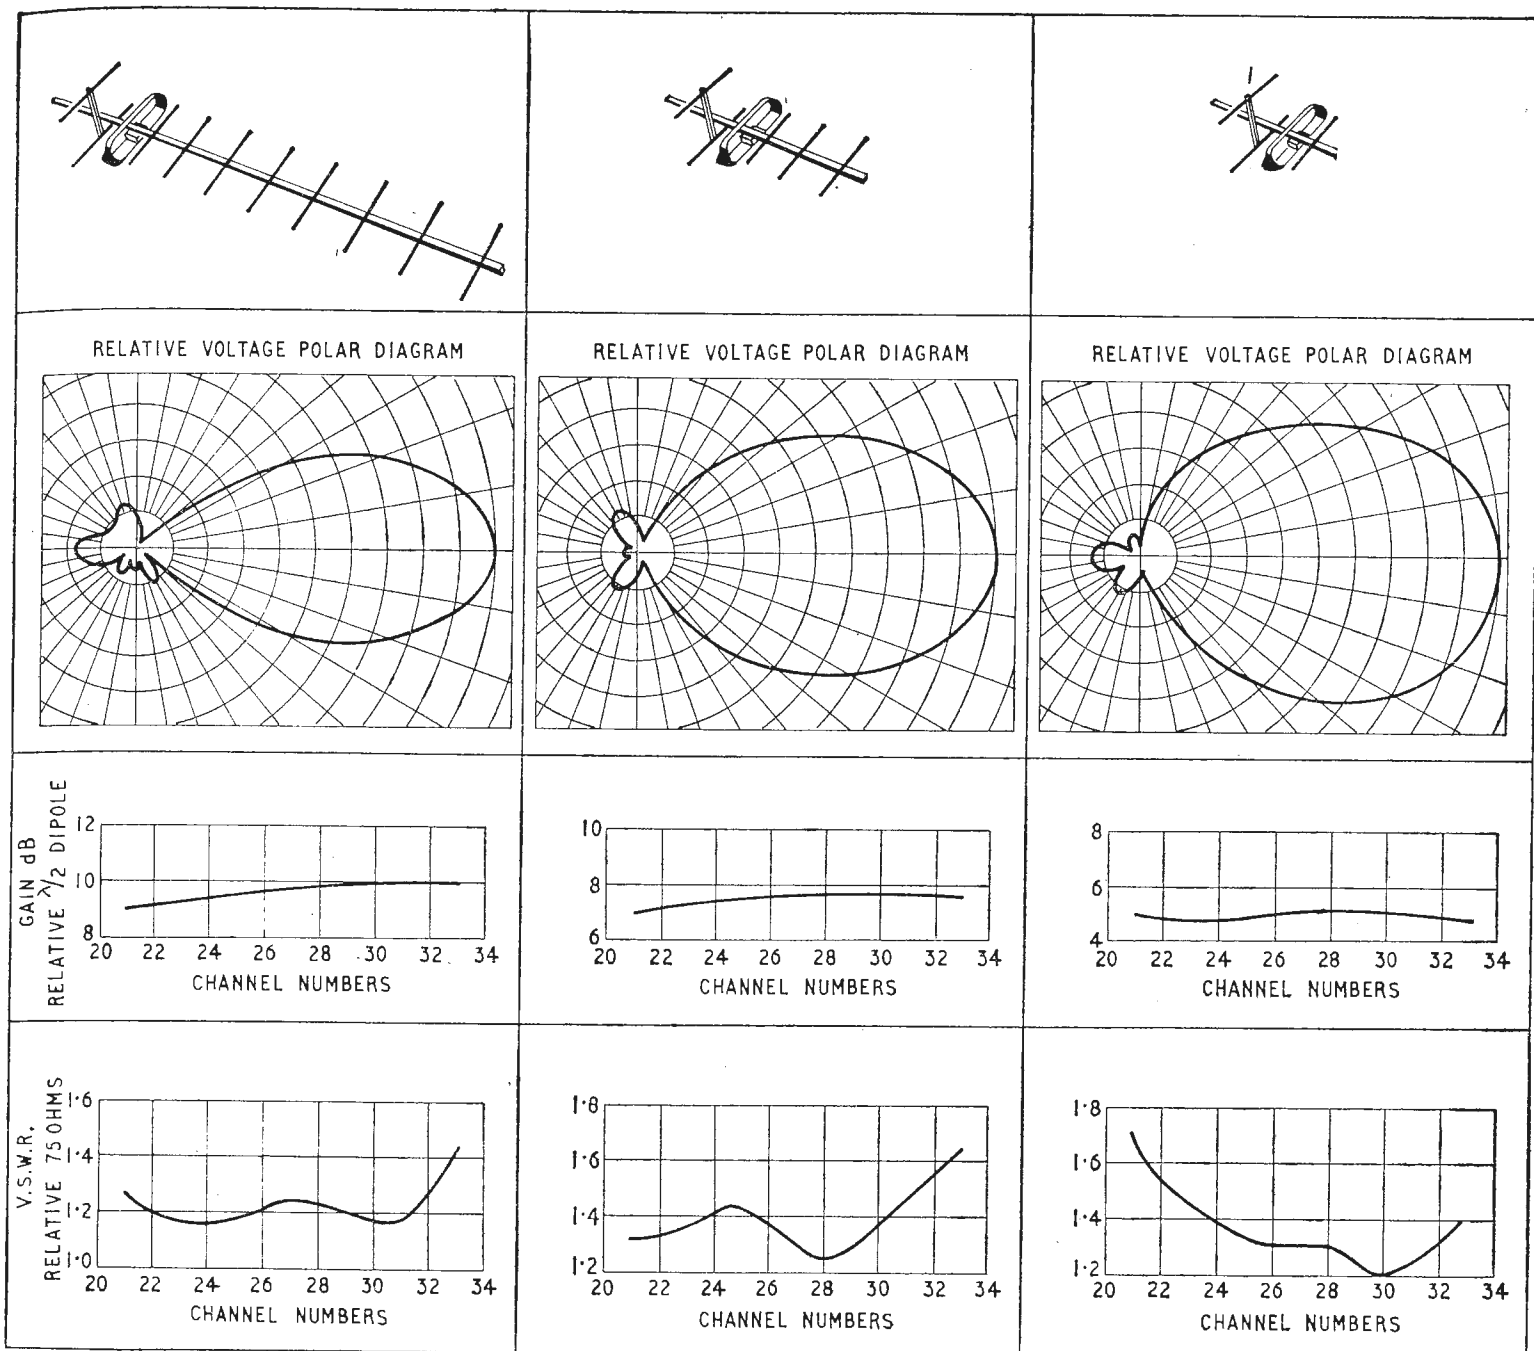 RELATIVE VOLTAGE POLAR DIAGRAM
RELATIVE VOLTAGE POLAR DIAGRAM
RELATIVE VOLTAGE POLAR DIAGRAM
GAIN dB
RELATIVE λ/2 DIPOLE
12
10
8
20 22 24 26 28 30 32 34
CHANNEL NUMBERS
10
8
6
20 22 24 26 28 30 32 34
CHANNEL NUMBERS
8
6
4
20 22 24 26 28 30 32 34
CHANNEL NUMBERS
V.S.W.R.
RELATIVE 75 OHMS
1·6
1·4
1·2
1·0
20 22 24 26 28 30 32 34
CHANNEL NUMBERS
1·8
1·6
1·4
1·2
20 22 24 26 28 30 32 34
CHANNEL NUMBERS
1·8
1·6
1·4
1·2
20 22 24 26 28 30 32 34
CHANNEL NUMBERS